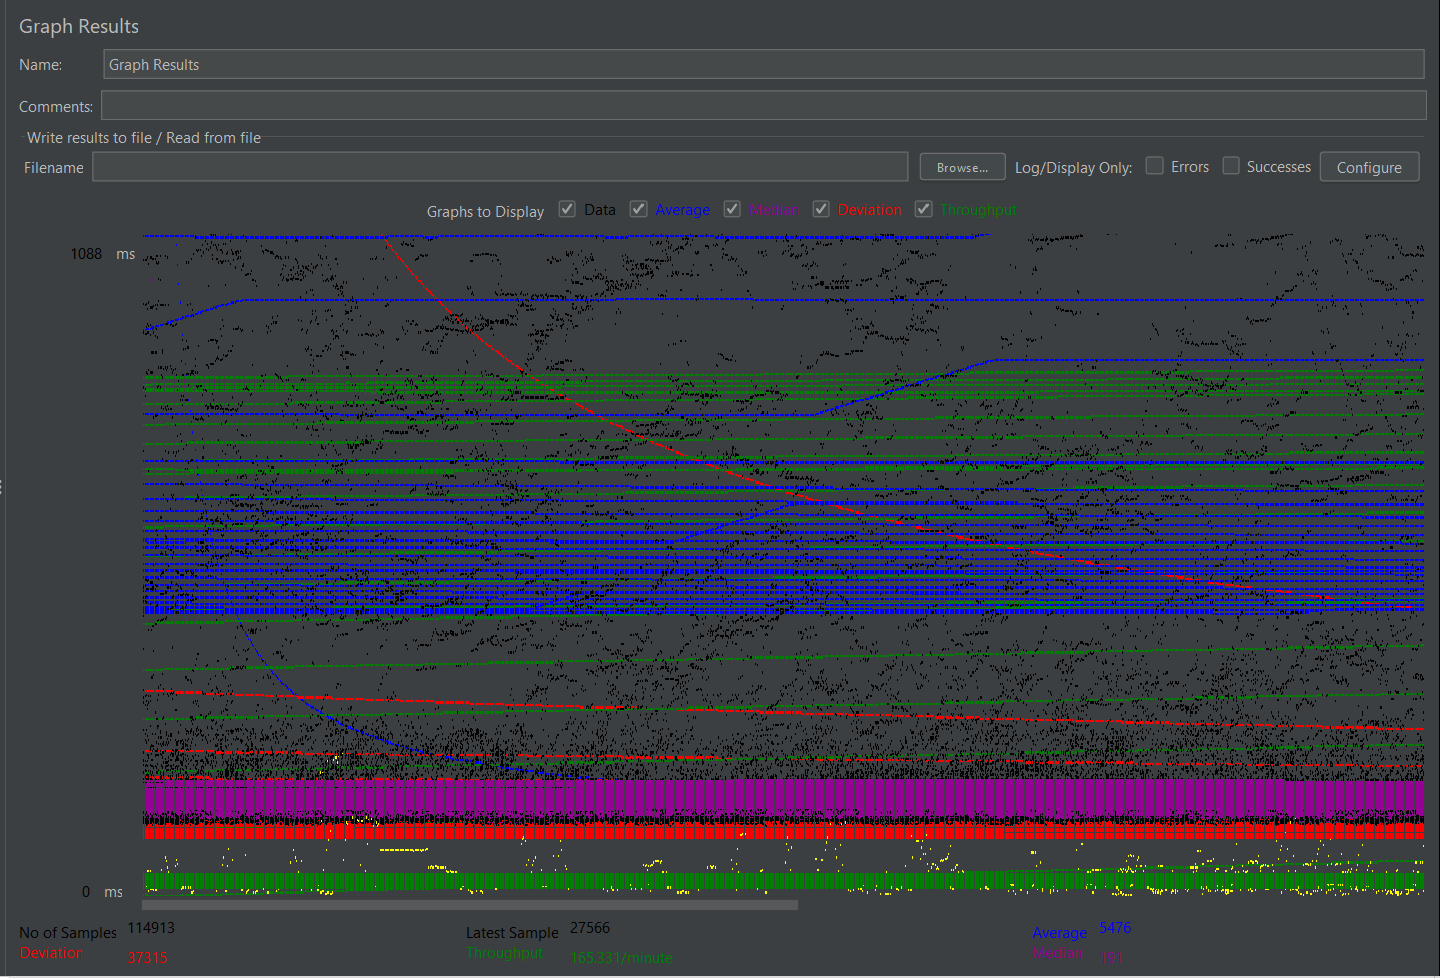 Graph Results
Name: Graph Results
Comments:
Write results to file / Read from file
Filename Browse... Log/Display Only: Errors Successes Configure
Graphs to Display Data Average Median Deviation Throughput
1088 ms
0 ms
No of Samples 114913 Latest Sample 27566 Average 5476
Deviation 37315 Throughput 165.331/minute Median 191